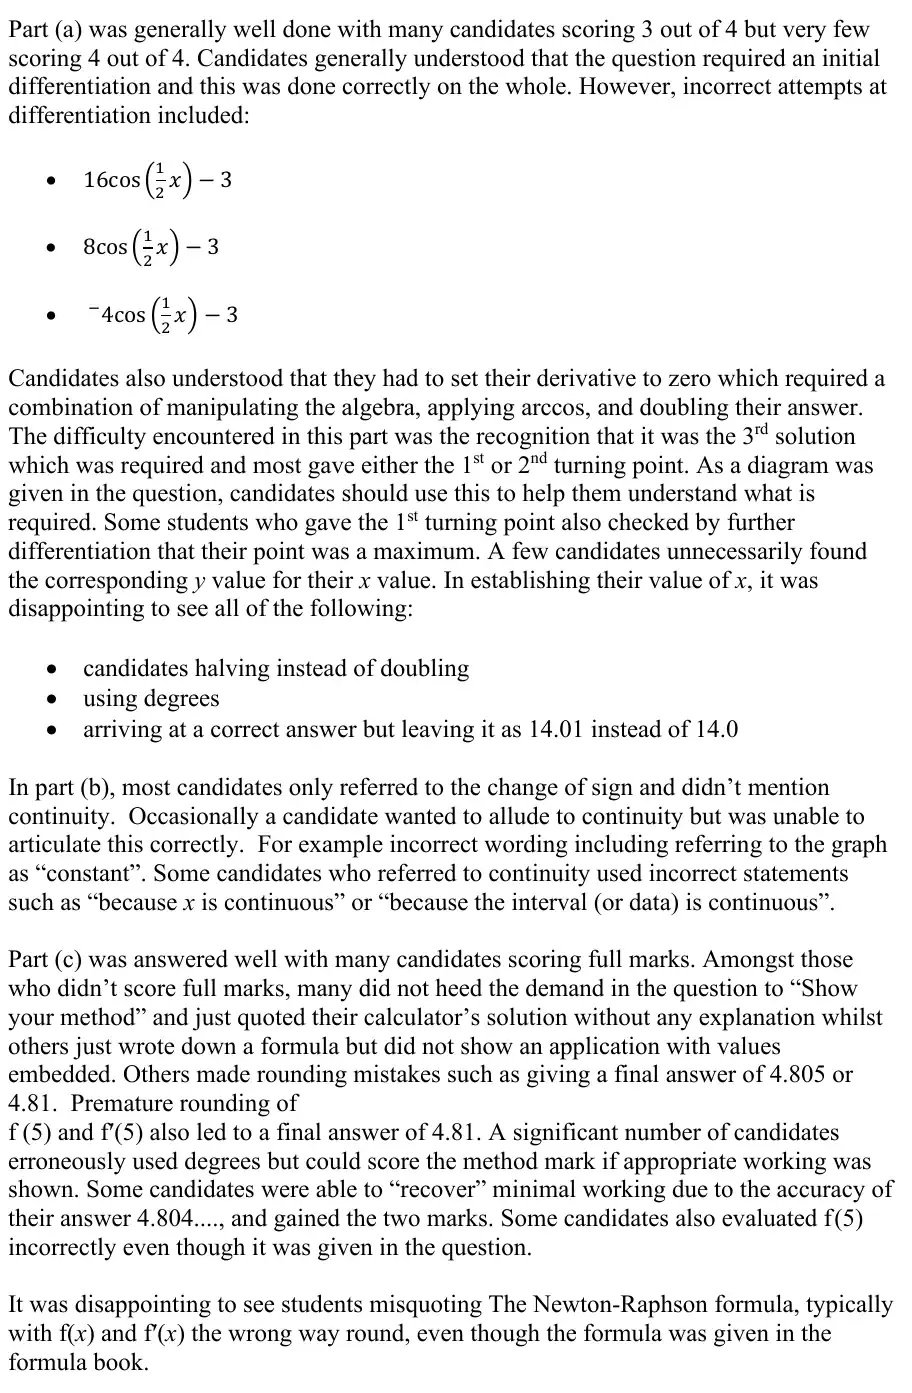 Part (a) was generally well done with many candidates scoring 3 out of 4 but very few
scoring 4 out of 4. Candidates generally understood that the question required an initial
differentiation and this was done correctly on the whole. However, incorrect attempts at
differentiation included:
• 16cos(1/2 x) − 3
• 8cos(1/2 x) − 3
• ⁻4cos(1/2 x) − 3
Candidates also understood that they had to set their derivative to zero which required a
combination of manipulating the algebra, applying arccos, and doubling their answer.
The difficulty encountered in this part was the recognition that it was the 3rd solution
which was required and most gave either the 1st or 2nd turning point. As a diagram was
given in the question, candidates should use this to help them understand what is
required. Some students who gave the 1st turning point also checked by further
differentiation that their point was a maximum. A few candidates unnecessarily found
the corresponding y value for their x value. In establishing their value of x, it was
disappointing to see all of the following:
• candidates halving instead of doubling
• using degrees
• arriving at a correct answer but leaving it as 14.01 instead of 14.0
In part (b), most candidates only referred to the change of sign and didn’t mention
continuity.  Occasionally a candidate wanted to allude to continuity but was unable to
articulate this correctly.  For example incorrect wording including referring to the graph
as “constant”. Some candidates who referred to continuity used incorrect statements
such as “because x is continuous” or “because the interval (or data) is continuous”.
Part (c) was answered well with many candidates scoring full marks. Amongst those
who didn’t score full marks, many did not heed the demand in the question to “Show
your method” and just quoted their calculator’s solution without any explanation whilst
others just wrote down a formula but did not show an application with values
embedded. Others made rounding mistakes such as giving a final answer of 4.805 or
4.81.  Premature rounding of
f (5) and f′(5) also led to a final answer of 4.81. A significant number of candidates
erroneously used degrees but could score the method mark if appropriate working was
shown. Some candidates were able to “recover” minimal working due to the accuracy of
their answer 4.804...., and gained the two marks. Some candidates also evaluated f(5)
incorrectly even though it was given in the question.
It was disappointing to see students misquoting The Newton-Raphson formula, typically
with f(x) and f′(x) the wrong way round, even though the formula was given in the
formula book.